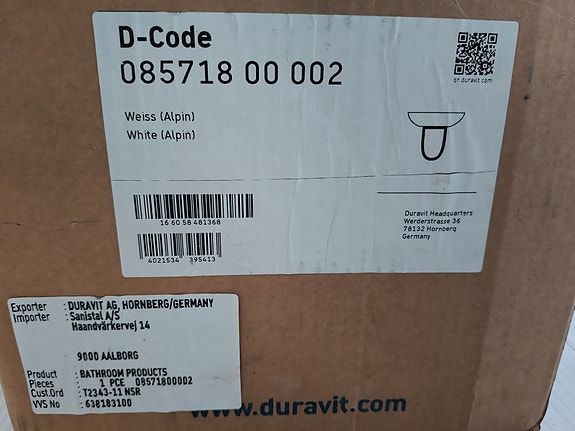 D-Code
085718 00 002
qr.duravit.com
Weiss (Alpin)
White (Alpin)
16 60 58 481368
4021534 395413
Duravit Headquarters
Werderstrasse 36
78132 Hornberg
Germany
Exporter : DURAVIT AG, HORNBERG/GERMANY
Importer : Sanistal A/S
Haandvärkervej 14
9000 AALBORG
Product : BATHROOM PRODUCTS
Pieces : 1 PCE 08571800002
Cust.Ord : T2343-11 NSR
VVS No : 638183100
www.duravit.com